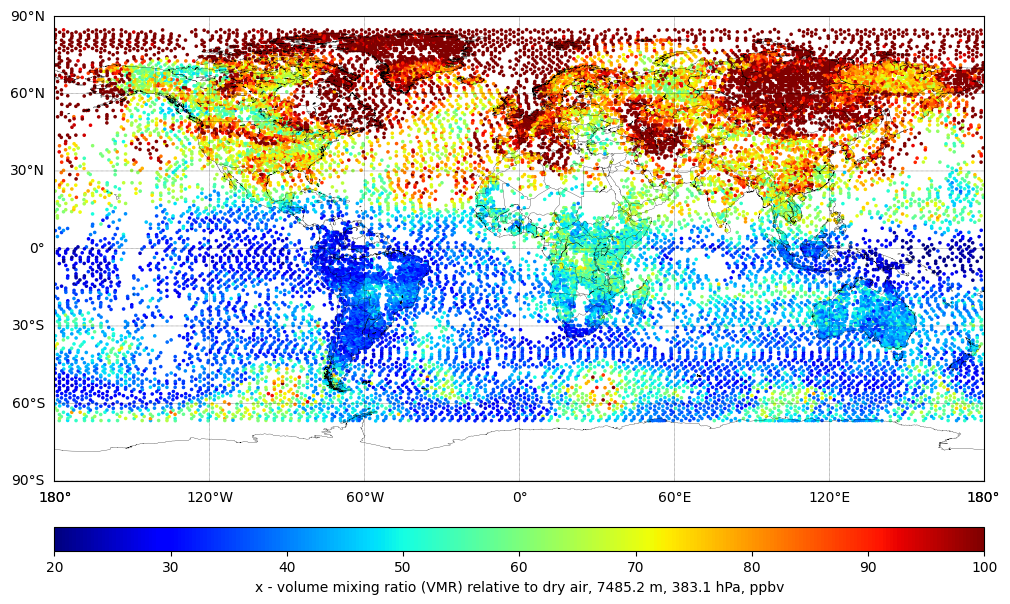 90°N
60°N
30°N
0°
30°S
60°S
90°S
180° 120°W 60°W 0° 60°E 120°E 180°
20 30 40 50 60 70 80 90 100
x - volume mixing ratio (VMR) relative to dry air, 7485.2 m, 383.1 hPa, ppbv